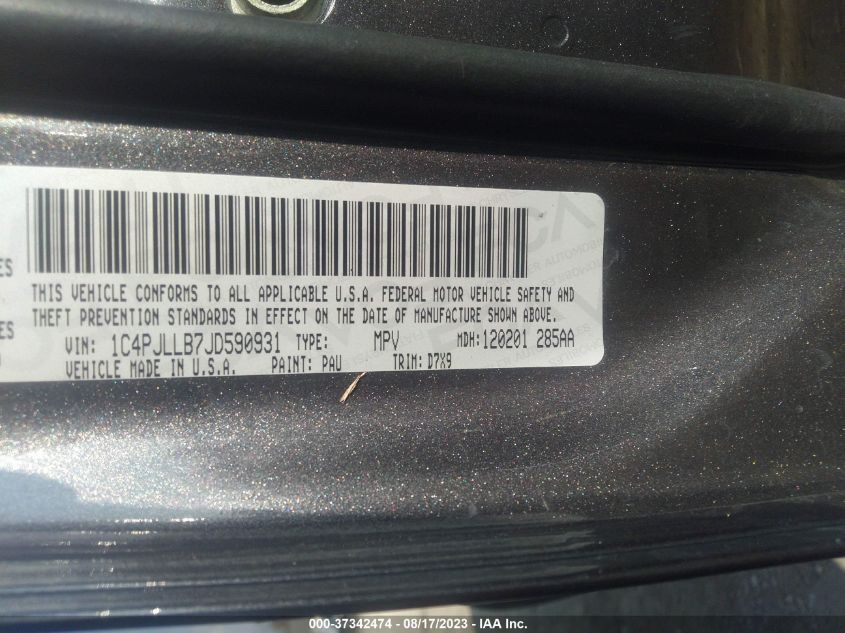 ES
THIS VEHICLE CONFORMS TO ALL APPLICABLE U.S.A. FEDERAL MOTOR VEHICLE SAFETY AND
THEFT PREVENTION STANDARDS IN EFFECT ON THE DATE OF MANUFACTURE SHOWN ABOVE.
ES
VIN: 1C4PJLLB7JD590931 TYPE: MPV MDH: 120201 285AA
VEHICLE MADE IN U.S.A. PAINT: PAU TRIM: D7X9
000-37342474 - 08/17/2023 - IAA Inc.